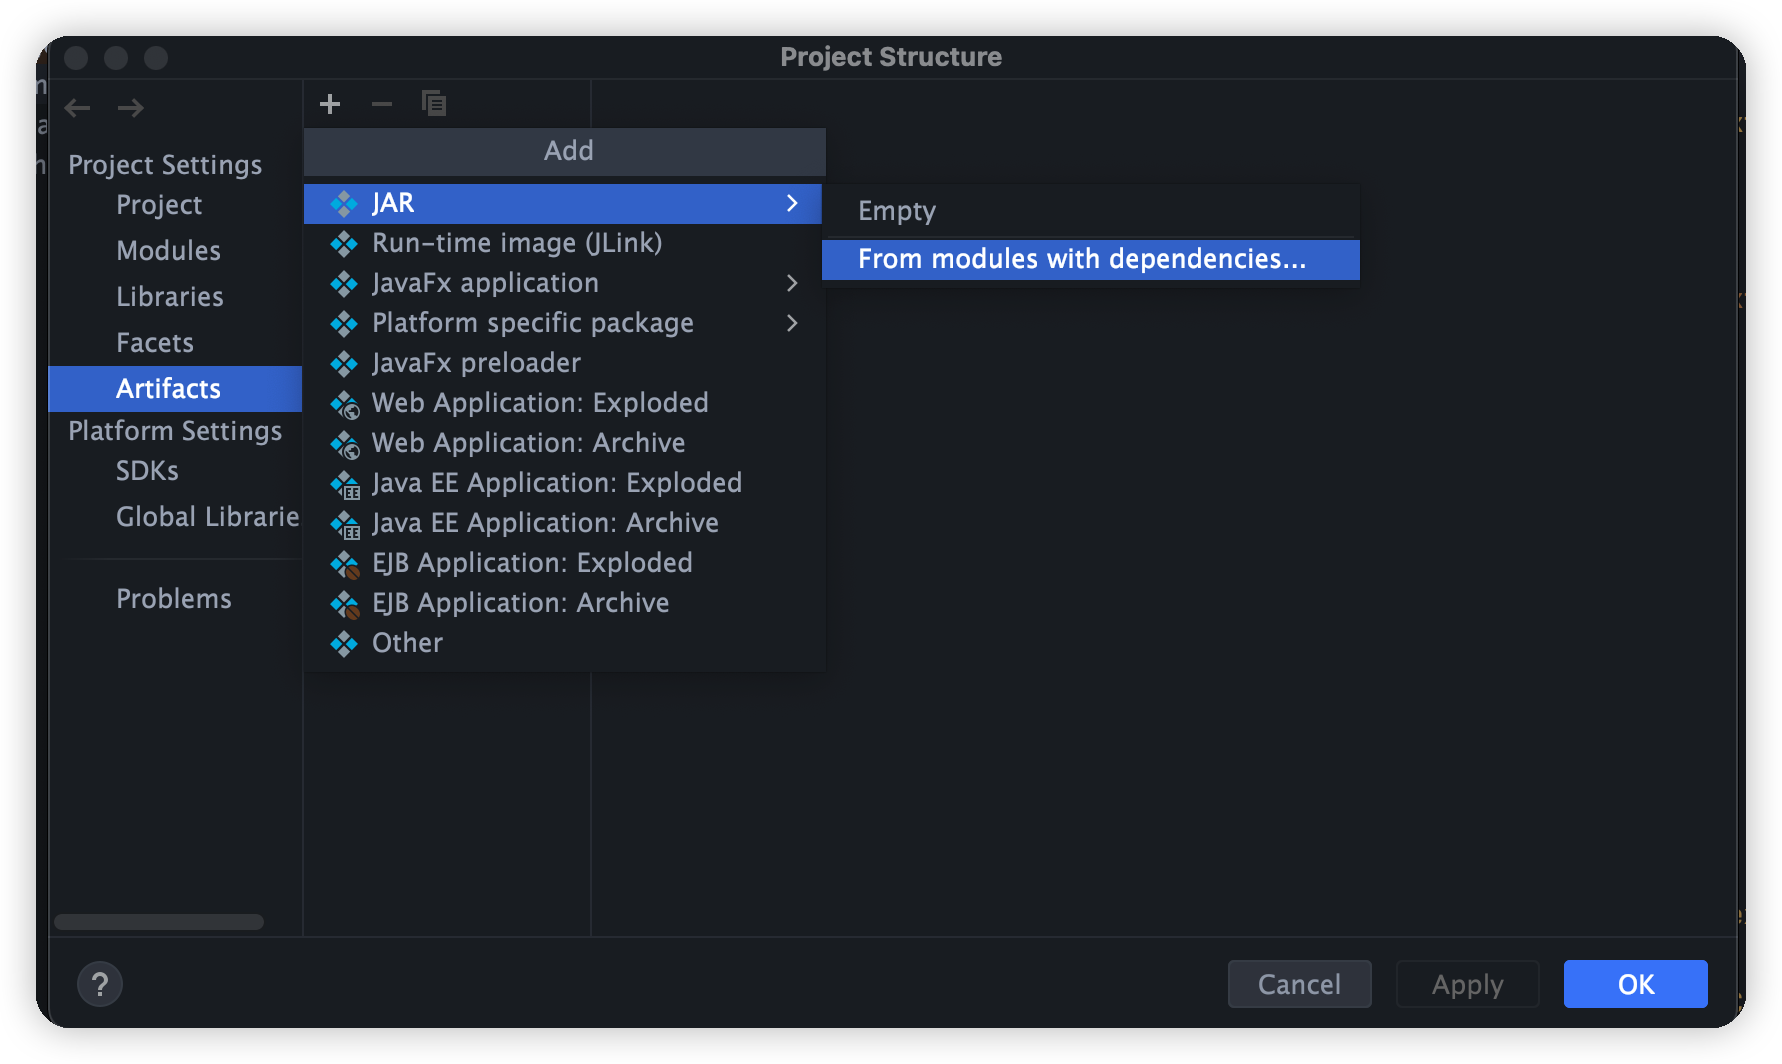 Project Structure
Project Settings
Project
Modules
Libraries
Facets
Artifacts
Platform Settings
SDKs
Global Librarie
Problems
Add
JAR
Run-time image (JLink)
JavaFx application
Platform specific package
JavaFx preloader
Web Application: Exploded
Web Application: Archive
Java EE Application: Exploded
Java EE Application: Archive
EJB Application: Exploded
EJB Application: Archive
Other
Empty
From modules with dependencies...
?
Cancel
Apply
OK